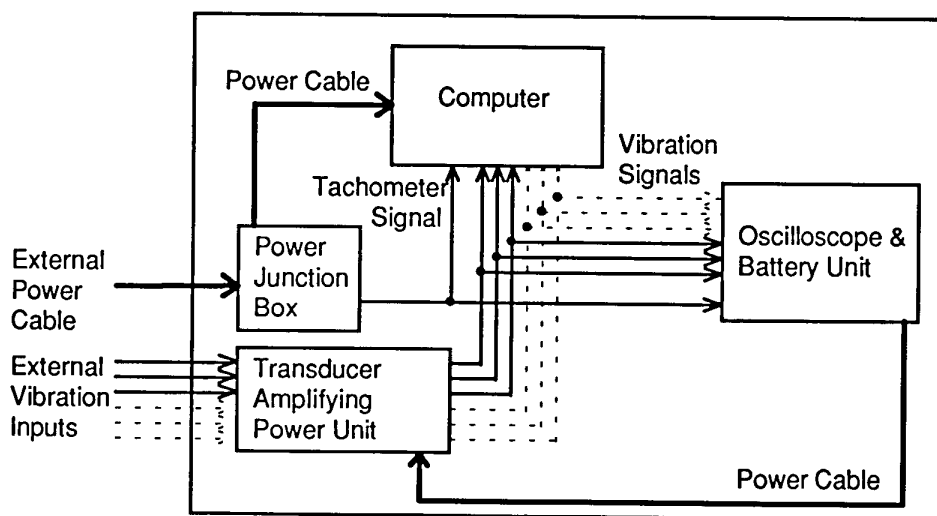 Power Cable
Computer
Vibration
Signals
Tachometer
Signal
Power
Junction
Box
Oscilloscope &
Battery Unit
External
Power
Cable
External
Vibration
Inputs
Transducer
Amplifying
Power Unit
Power Cable